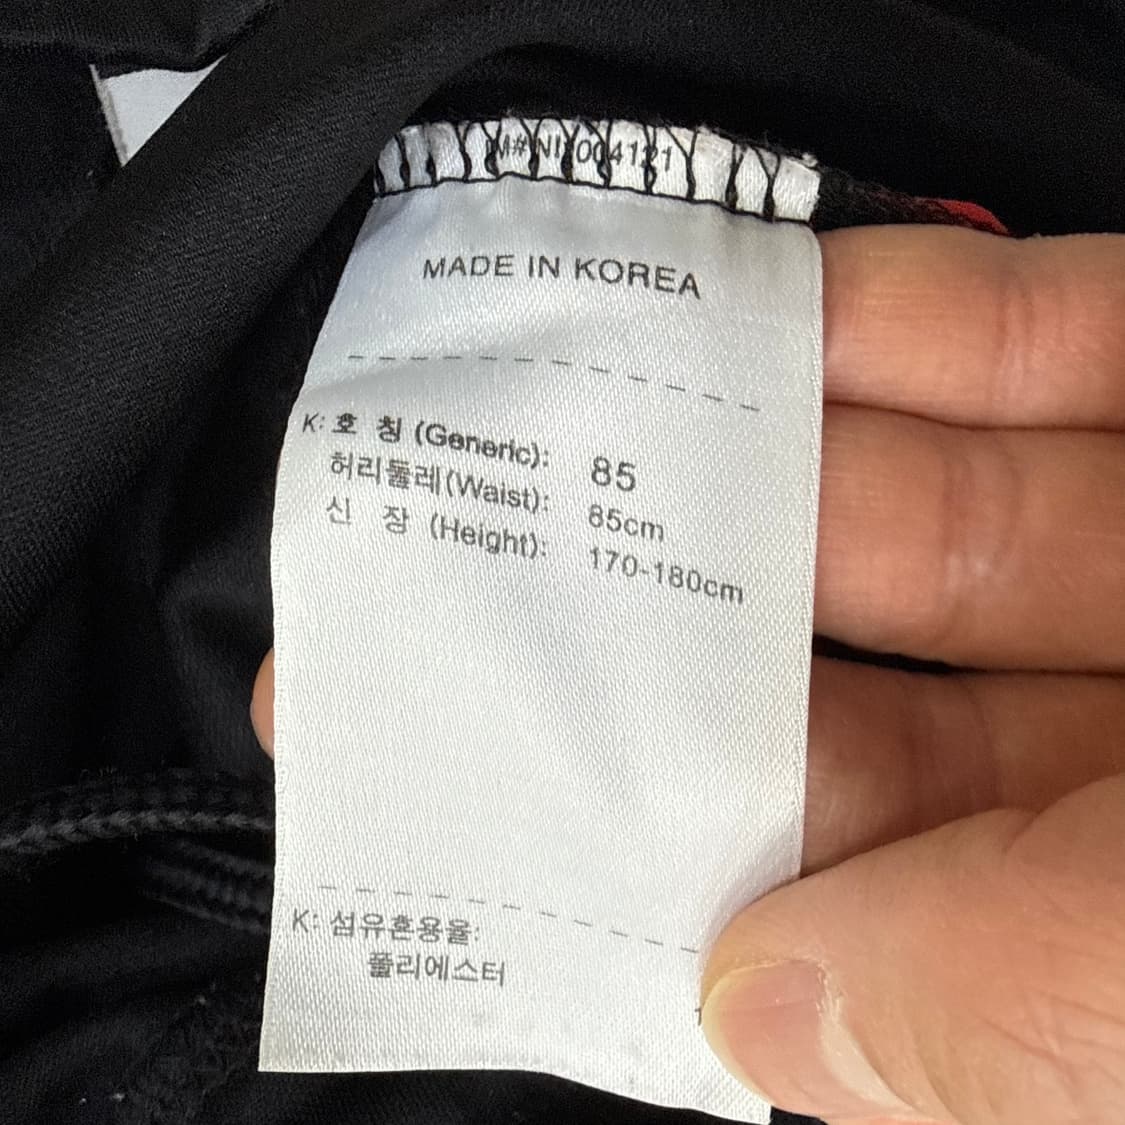 MADE IN KOREA
K: 호 칭 (Generic): 85
허리둘레(Waist): 85cm
신 장 (Height): 170-180cm
K: 섬유혼용율:
폴리에스터